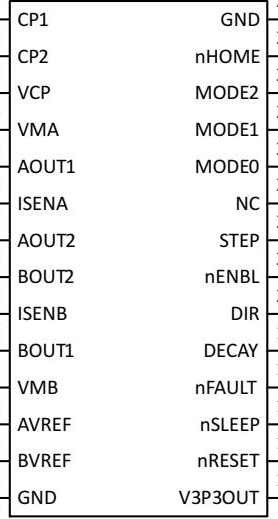 CP1 GND
CP2 nHOME
VCP MODE2
VMA MODE1
AOUT1 MODE0
ISENA NC
AOUT2 STEP
BOUT2 nENBL
ISENB DIR
BOUT1 DECAY
VMB nFAULT
AVREF nSLEEP
BVREF nRESET
GND V3P3OUT